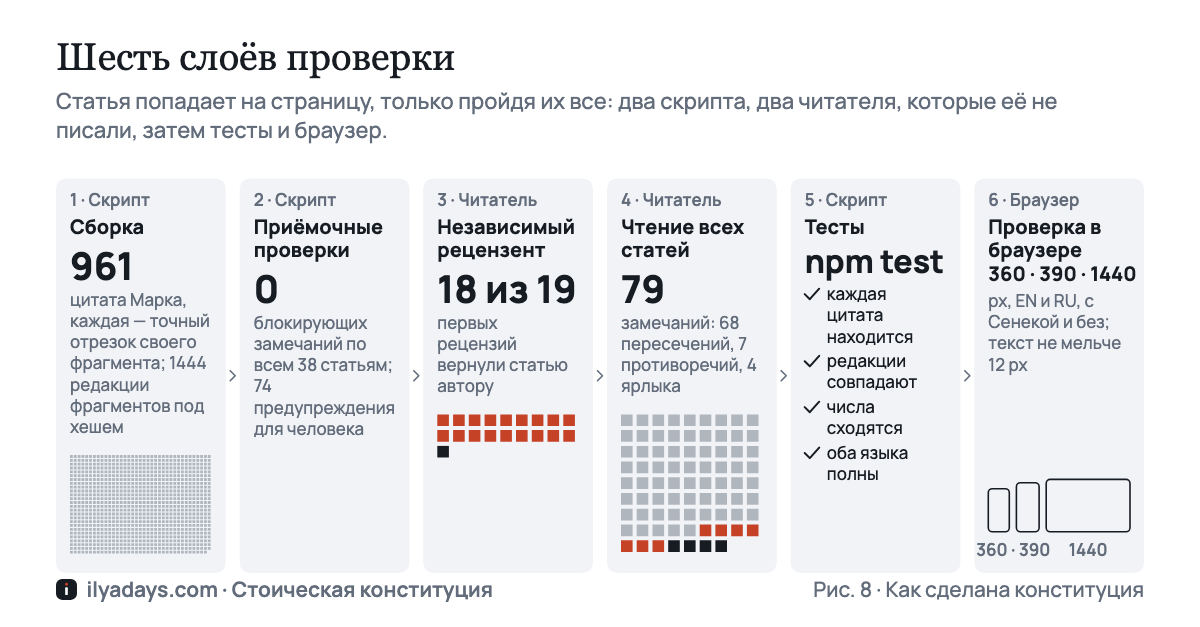 Шесть слоёв проверки
Статья попадает на страницу, только пройдя их все: два скрипта, два читателя, которые её не
писали, затем тесты и браузер.
1 · Скрипт
Сборка
961
цитата Марка,
каждая — точный
отрезок своего
фрагмента; 1444
редакции
фрагментов под
хешем
2 · Скрипт
Приёмочные
проверки
0
блокирующих
замечаний по
всем 38 статьям;
74
предупреждения
для человека
3 · Читатель
Независимый
рецензент
18 из 19
первых
рецензий
вернули статью
автору
4 · Читатель
Чтение всех
статей
79
замечаний: 68
пересечений, 7
противоречий, 4
ярлыка
5 · Скрипт
Тесты
npm test
каждая
цитата
находится
редакции
совпадают
числа
сходятся
оба языка
полны
6 · Браузер
Проверка в
браузере
360 · 390 · 1440
px, EN и RU, с
Сенекой и без;
текст не мельче
12 px
360 · 390 1440
ilyadays.com · Стоическая конституция
Рис. 8 · Как сделана конституция